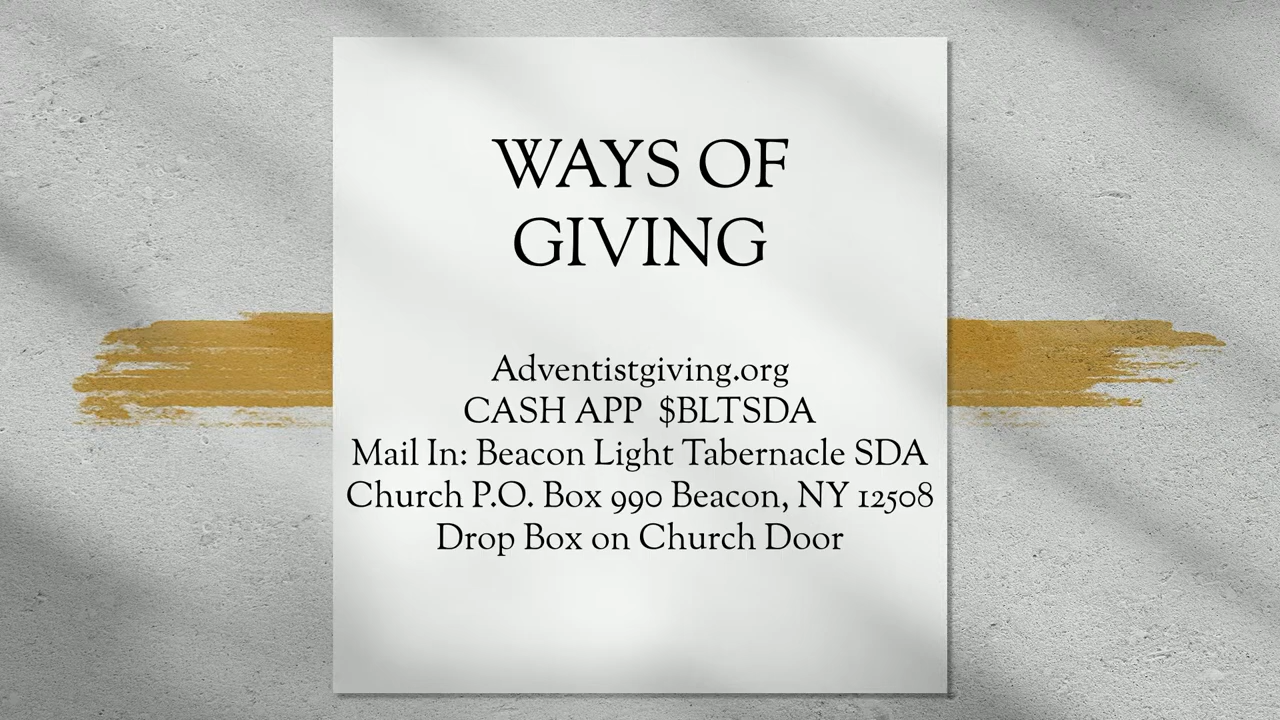 WAYS OF
GIVING
Adventistgiving.org
CASH APP $BLTSDA
Mail In: Beacon Light Tabernacle SDA
Church P.O. Box 990 Beacon, NY 12508
Drop Box on Church Door